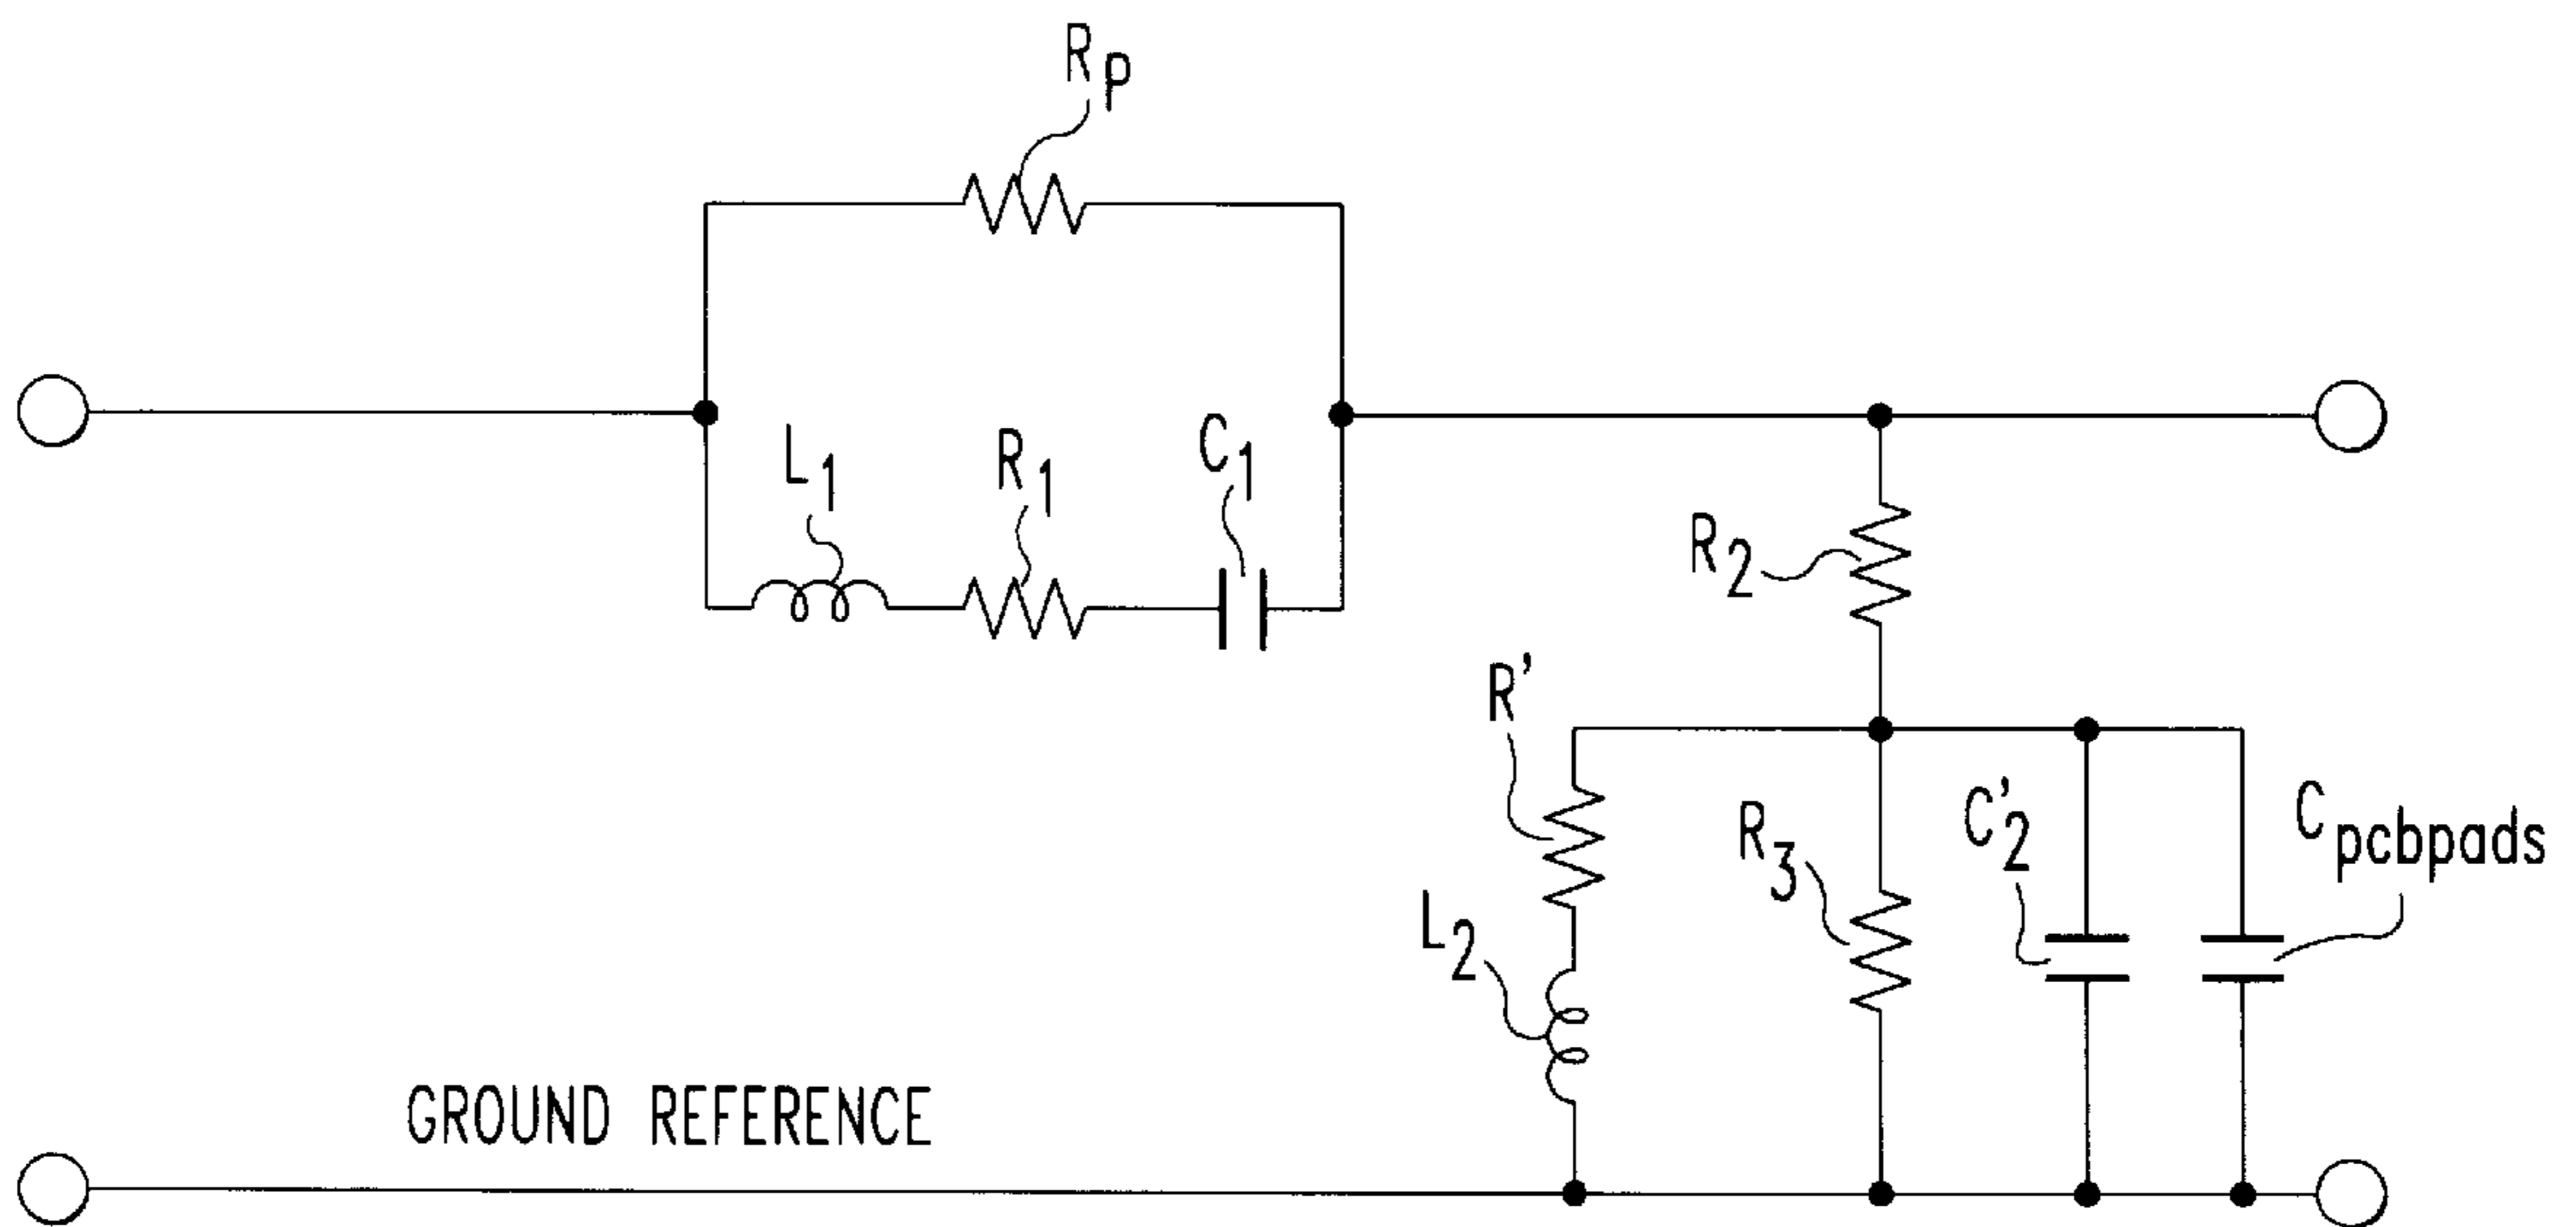 Rp
L1
R1
C1
R2
R'
L2
R3
C'2
Cpcbpads
GROUND REFERENCE